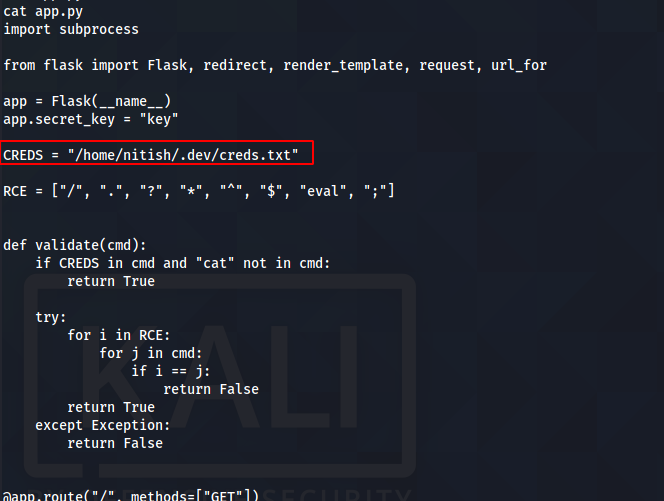 cat app.py
import subprocess
from flask import Flask, redirect, render_template, request, url_for
app = Flask(__name__)
app.secret_key = "key"
CREDS = "/home/nitish/.dev/creds.txt"
RCE = ["/", ".", "?", "*", "^", "$", "eval", ";"]
def validate(cmd):
    if CREDS in cmd and "cat" not in cmd:
        return True
    try:
        for i in RCE:
            for j in cmd:
                if i == j:
                    return False
        return True
    except Exception:
        return False
KALI
@app.route("/", methods=["GET"])
SECURITY